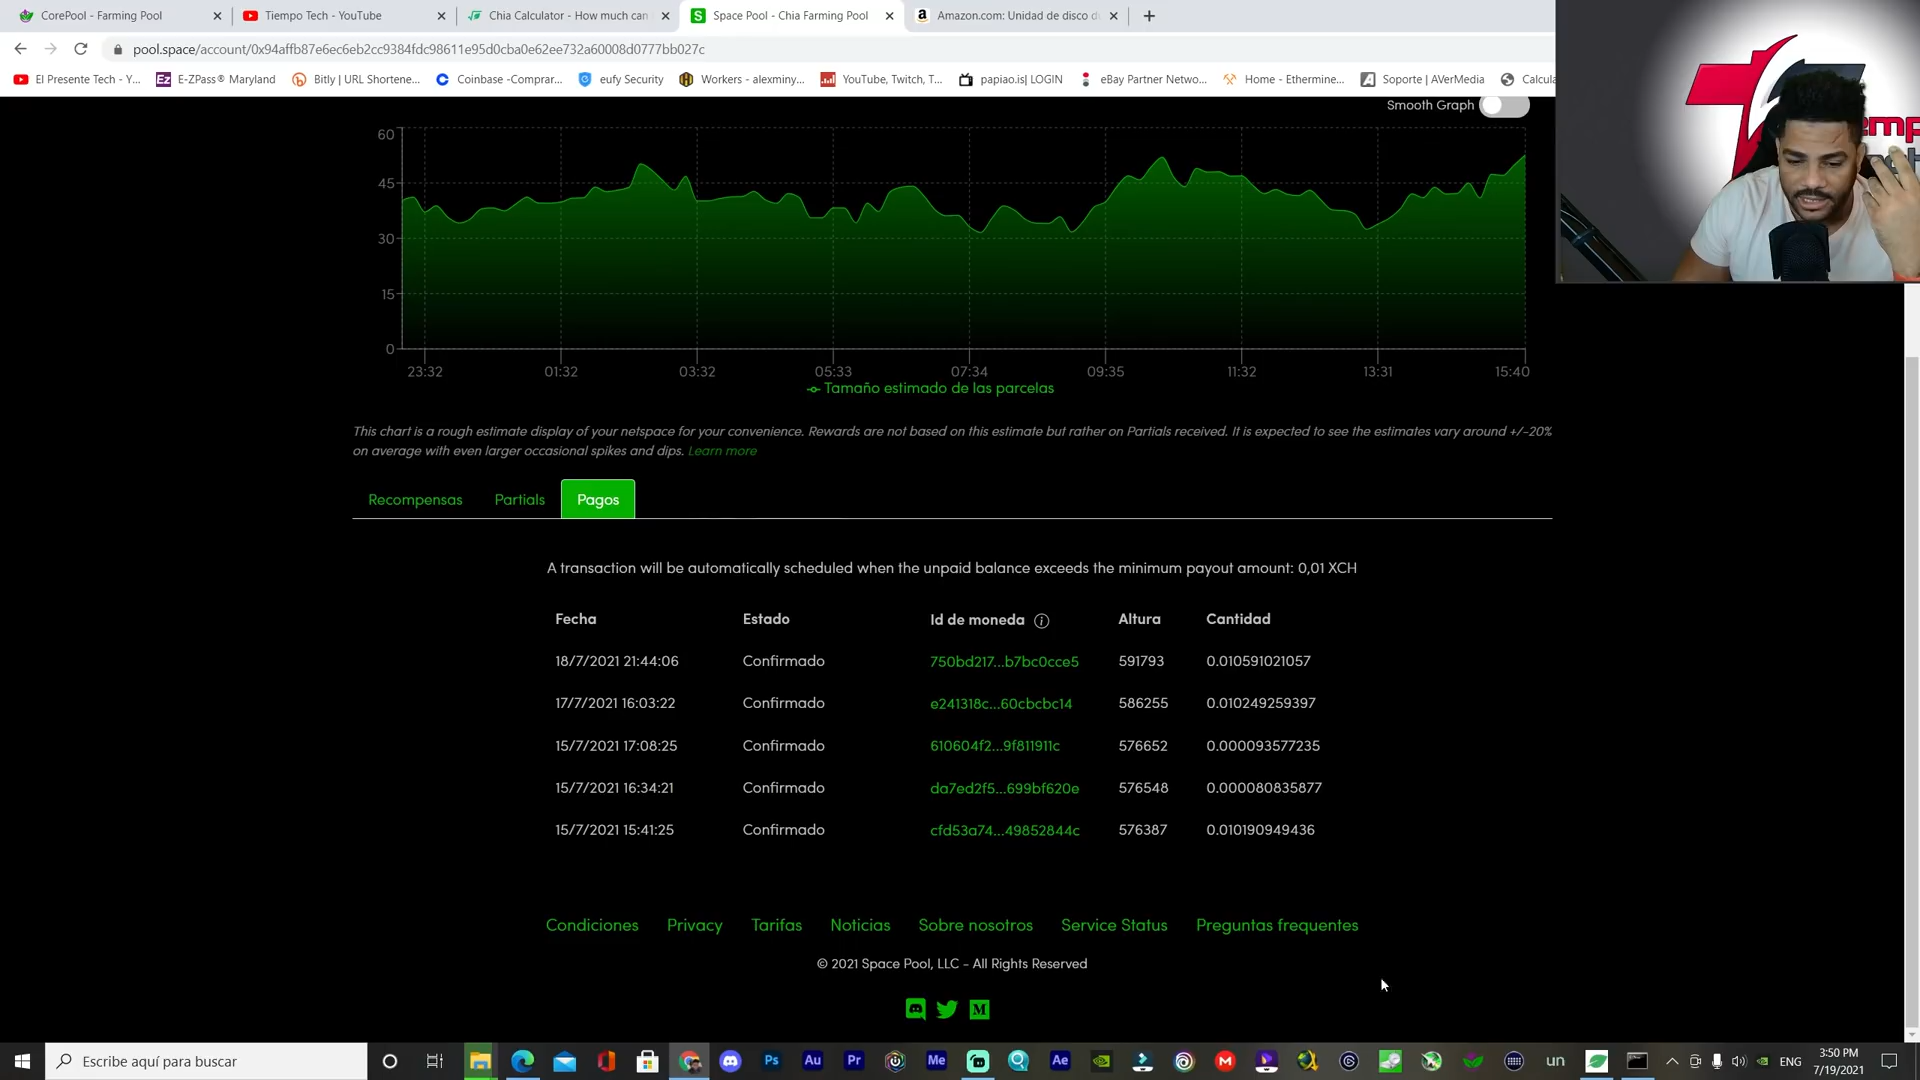 CorePool - Farming Pool
Tiempo Tech - YouTube
Chia Calculator - How much can
Space Pool - Chia Farming Pool
Amazon.com: Unidad de disco d
pool.space/account/0x94affb87e6ec6eb2cc9384fdc98611e95d0cba0e62ee732a60008d0777bb027c
El Presente Tech - Y...
E-ZPass® Maryland
Bitly | URL Shortene...
Coinbase -Comprar...
eufy Security
Workers - alexminy...
YouTube, Twitch, T...
papiao.is| LOGIN
eBay Partner Netwo...
Home - Ethermine...
Soporte | AVerMedia
Calcula
Smooth Graph
60
45
30
15
0
23:32 01:32 03:32 05:33 07:34 09:35 11:32 13:31 15:40
Tamaño estimado de las parcelas
This chart is a rough estimate display of your netspace for your convenience. Rewards are not based on this estimate but rather on Partials received. It is expected to see the estimates vary around +/-20%
on average with even larger occasional spikes and dips. Learn more
Recompensas Partials Pagos
A transaction will be automatically scheduled when the unpaid balance exceeds the minimum payout amount: 0,01 XCH
Fecha Estado Id de moneda Altura Cantidad
18/7/2021 21:44:06 Confirmado 750bd217...b7bc0cce5 591793 0.010591021057
17/7/2021 16:03:22 Confirmado e241318c...60cbcbc14 586255 0.010249259397
15/7/2021 17:08:25 Confirmado 610604f2...9f811911c 576652 0.000093577235
15/7/2021 16:34:21 Confirmado da7ed2f5...699bf620e 576548 0.000080835877
15/7/2021 15:41:25 Confirmado cfd53a74...49852844c 576387 0.010190949436
Condiciones Privacy Tarifas Noticias Sobre nosotros Service Status Preguntas frequentes
© 2021 Space Pool, LLC - All Rights Reserved
Escribe aquí para buscar
ENG
3:50 PM
7/19/2021